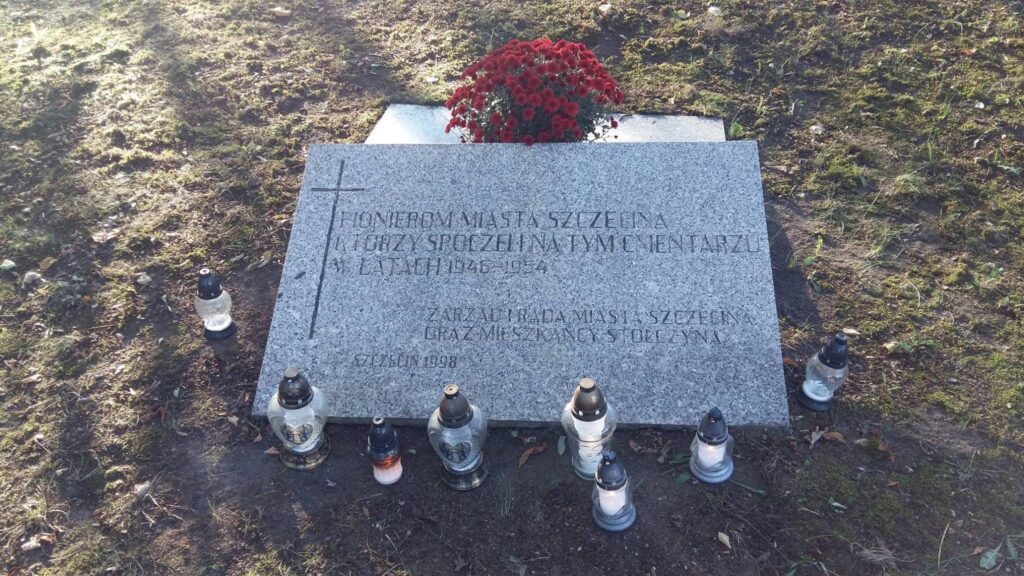 PIONIEROM MIASTA SZCZECINA
KTÓRZY SPOCZĘLI NA TYM CMENTARZU
W LATACH 1946-1954
ZARZĄD I RADA MIASTA SZCZECINA
ORAZ MIESZKAŃCY STOŁCZYNA
SZCZECIN 1998